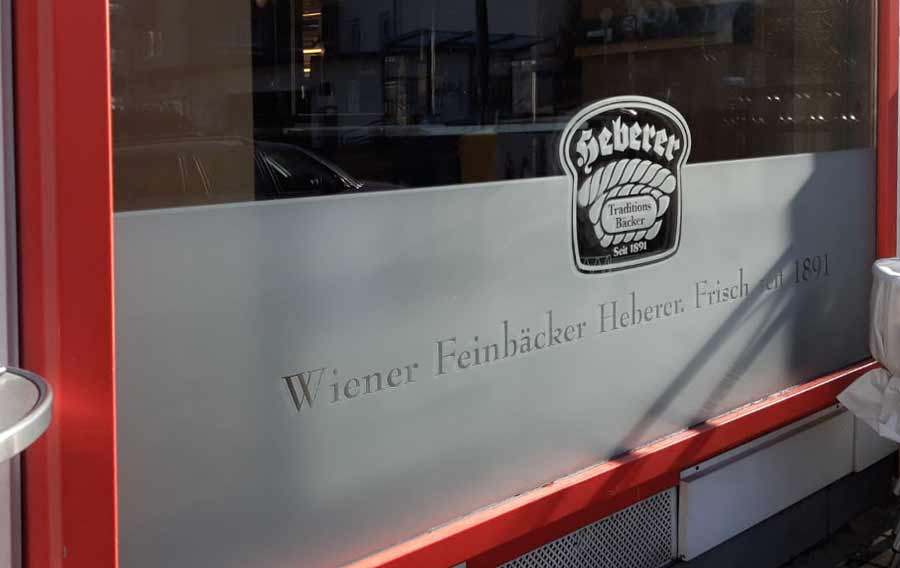 Heberer
Traditions
Bäcker
Seit 1891
Wiener Feinbäcker Heberer. Frisch seit 1891